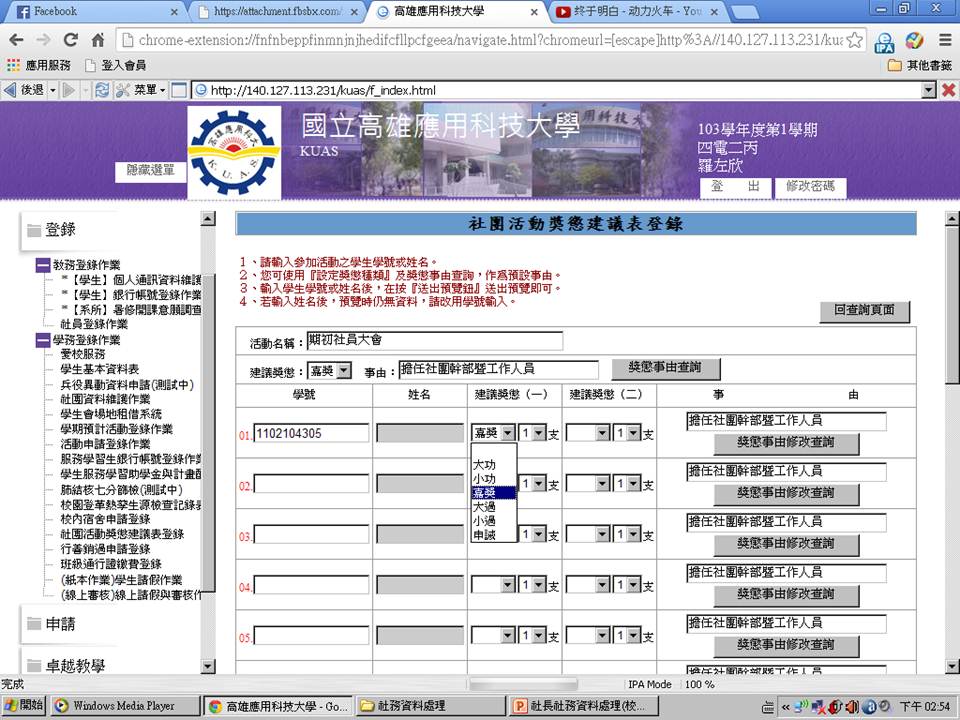 Facebook
https://attachment.fbsbx.com/
高雄應用科技大學
终于明白 - 动力火车 - You
chrome-extension://fnfnbeppfinmnjnjhedifcfllpcfgeea/navigate.html?chromeurl=[escape]http%3A//140.127.113.231/kua
IPA
應用服務
登入會員
其他書籤
後退
菜單
http://140.127.113.231/kuas/f_index.html
國立高雄應用科技大學
KUAS
隱藏選單
K.U.A.S.
103學年度第1學期
四電二丙
羅左欣
登 出
修改密碼
登錄
教務登錄作業
*【學生】個人通訊資料維護
*【學生】銀行帳號登錄作業
*【系所】暑修開課意願調查
社員登錄作業
學務登錄作業
愛校服務
學生基本資料表
兵役異動資料申請(測試中)
社團資料維護作業
學生會場地租借系統
學期預計活動登錄作業
活動申請登錄作業
服務學習生銀行帳號登錄作業
學生服務學習助學金與計畫
肺結核七分篩檢(測試中)
校園登革熱孳生源檢查記錄表
校內宿舍申請登錄
社團活動獎懲建議表登錄
行善銷過申請登錄
班級通行證繳費登錄
(紙本作業)學生請假作業
(線上審核)線上請假與審核作
申請
卓越教學
社團活動獎懲建議表登錄
1、請輸入參加活動之學生學號或姓名。
2、您可使用『設定獎懲種類』及獎懲事由查詢，作為預設事由。
3、輸入學生學號或姓名後，在按『送出預覽鈕』送出預覽即可。
4、若輸入姓名後，預覽時仍無資料，請改用學號輸入。
回查詢頁面
活動名稱：期初社員大會
建議獎懲：嘉獎 事由：擔任社團幹部暨工作人員 獎懲事由查詢
學號 姓名 建議獎懲（一） 建議獎懲（二） 事 由
01. 1102104305 嘉獎 1 支 1 支 擔任社團幹部暨工作人員
獎懲事由修改查詢
大功
小功
嘉獎
大過
小過
申誡
02. 1 支 1 支 擔任社團幹部暨工作人員
獎懲事由修改查詢
03. 1 支 1 支 擔任社團幹部暨工作人員
獎懲事由修改查詢
04. 1 支 1 支 擔任社團幹部暨工作人員
獎懲事由修改查詢
05. 1 支 1 支 擔任社團幹部暨工作人員
獎懲事由修改查詢
擔任社團幹部暨工作人員
完成
IPA Mode
100 %
開始
Windows Media Player
高雄應用科技大學 - Go...
社務資料處理
社長社務資料處理(校...
下午 02:54